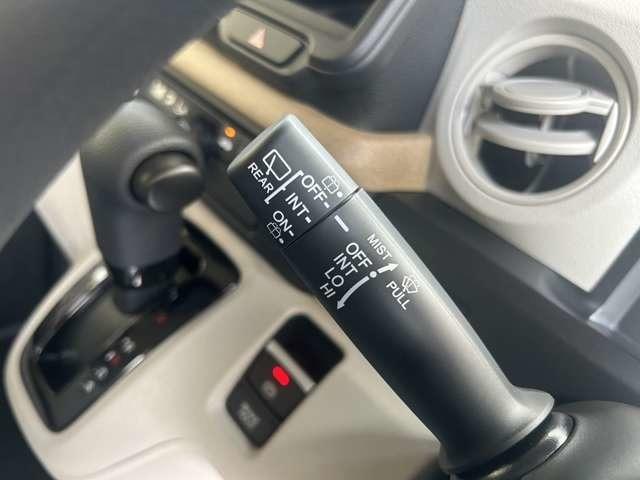 REAR
OFF
INT
ON
MIST
OFF
INT
LO
HI
PULL